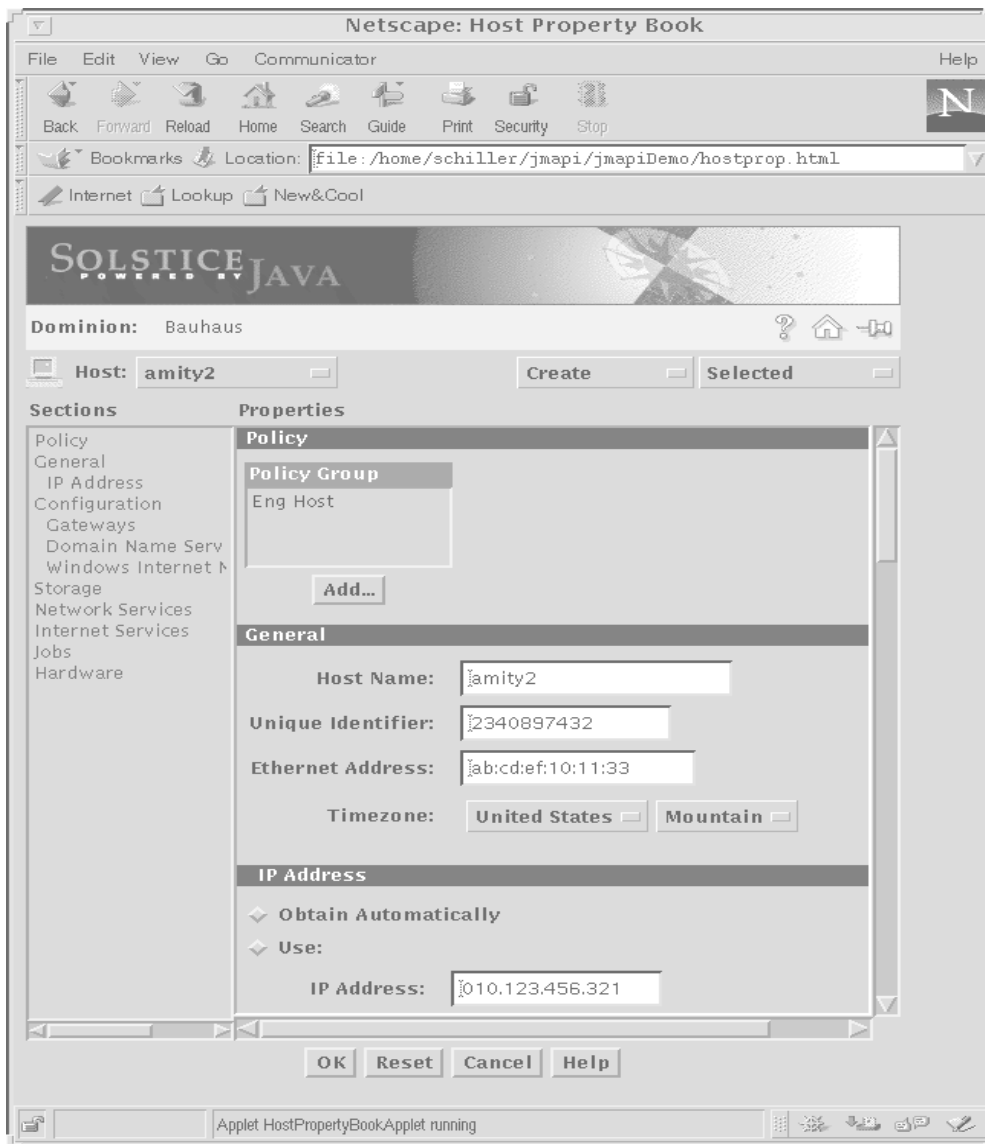 Netscape: Host Property Book
File Edit View Go Communicator Help
Back Forward Reload Home Search Guide Print Security Stop
N
Bookmarks Location: file:/home/schiller/jmapi/jmapiDemo/hostprop.html
Internet Lookup New&Cool
SOLSTICE
POWERED BY
JAVA
Dominion: Bauhaus
Host: amity2 Create Selected
Sections Properties
Policy
General
IP Address
Configuration
Gateways
Domain Name Serv
Windows Internet N
Storage
Network Services
Internet Services
Jobs
Hardware
Policy
Policy Group
Eng Host
Add...
General
Host Name: amity2
Unique Identifier: 2340897432
Ethernet Address: ab:cd:ef:10:11:33
Timezone: United States Mountain
IP Address
Obtain Automatically
Use:
IP Address: 010.123.456.321
OK Reset Cancel Help
Applet HostPropertyBookApplet running